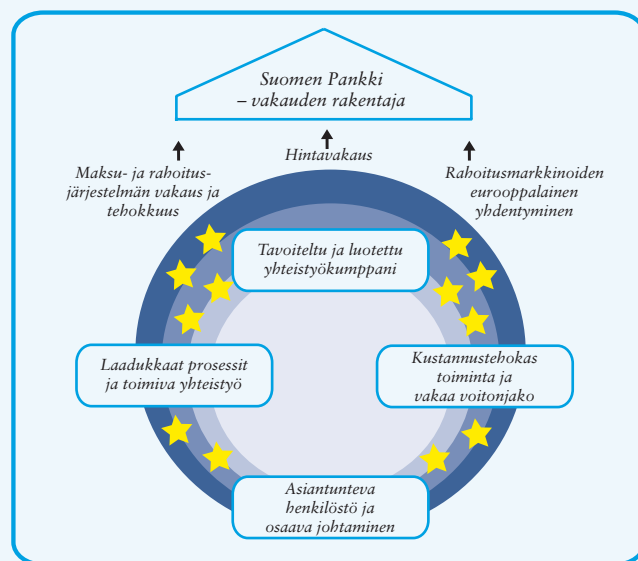 Suomen Pankki
– vakauden rakentaja
Maksu- ja rahoitus-
järjestelmän vakaus ja
tehokkuus
Hintavakaus
Rahoitusmarkkinoiden
eurooppalainen
yhdentyminen
Tavoiteltu ja luotettu
yhteistyökumppani
Laadukkaat prosessit
ja toimiva yhteistyö
Kustannustehokas
toiminta ja
vakaa voitonjako
Asiantunteva
henkilöstö ja
osaava johtaminen